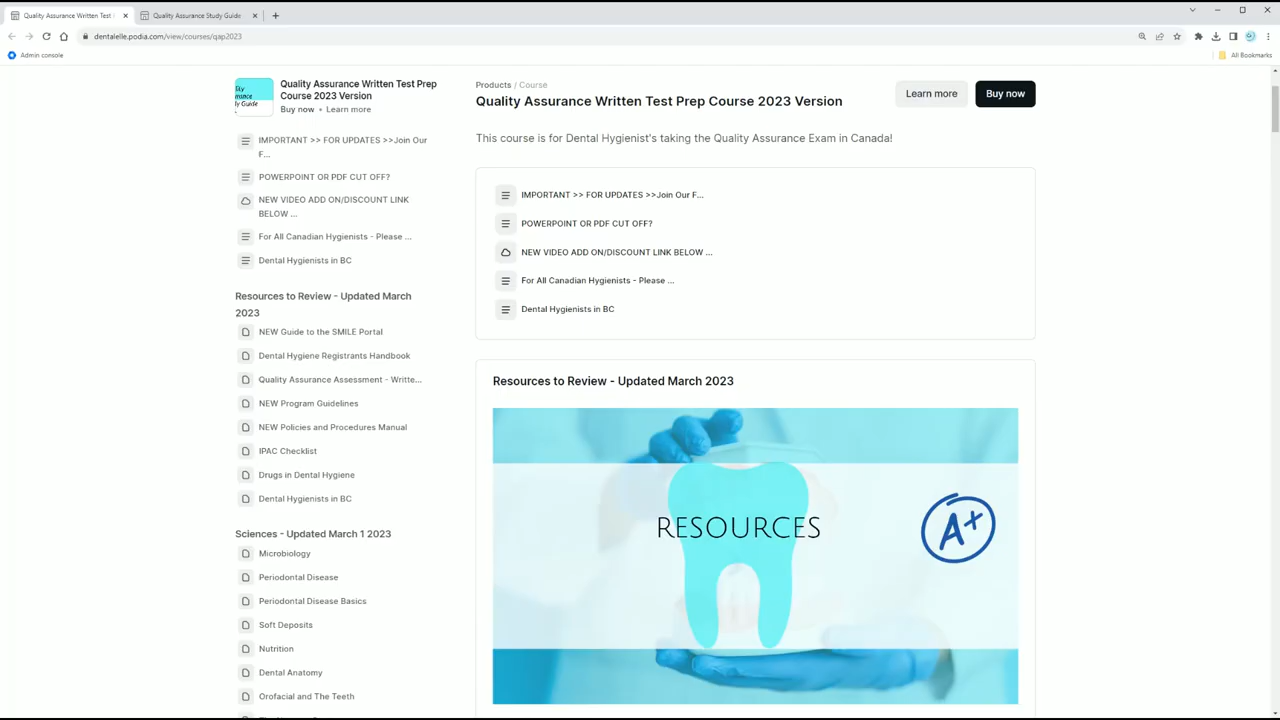 Quality Assurance Written Test
Quality Assurance Study Guide
dentalelle.podia.com/view/courses/qap2023
Admin console
All Bookmarks
Quality Assurance Written Test Prep
Course 2023 Version
Buy now • Learn more
IMPORTANT >> FOR UPDATES >>Join Our
F...
POWERPOINT OR PDF CUT OFF?
NEW VIDEO ADD ON/DISCOUNT LINK
BELOW ...
For All Canadian Hygienists - Please ...
Dental Hygienists in BC
Resources to Review - Updated March
2023
NEW Guide to the SMILE Portal
Dental Hygiene Registrants Handbook
Quality Assurance Assessment - Writte...
NEW Program Guidelines
NEW Policies and Procedures Manual
IPAC Checklist
Drugs in Dental Hygiene
Dental Hygienists in BC
Sciences - Updated March 1 2023
Microbiology
Periodontal Disease
Periodontal Disease Basics
Soft Deposits
Nutrition
Dental Anatomy
Orofacial and The Teeth
Products / Course
Quality Assurance Written Test Prep Course 2023 Version
Learn more
Buy now
This course is for Dental Hygienist's taking the Quality Assurance Exam in Canada!
IMPORTANT >> FOR UPDATES >>Join Our F...
POWERPOINT OR PDF CUT OFF?
NEW VIDEO ADD ON/DISCOUNT LINK BELOW ...
For All Canadian Hygienists - Please ...
Dental Hygienists in BC
Resources to Review - Updated March 2023
RESOURCES
A+